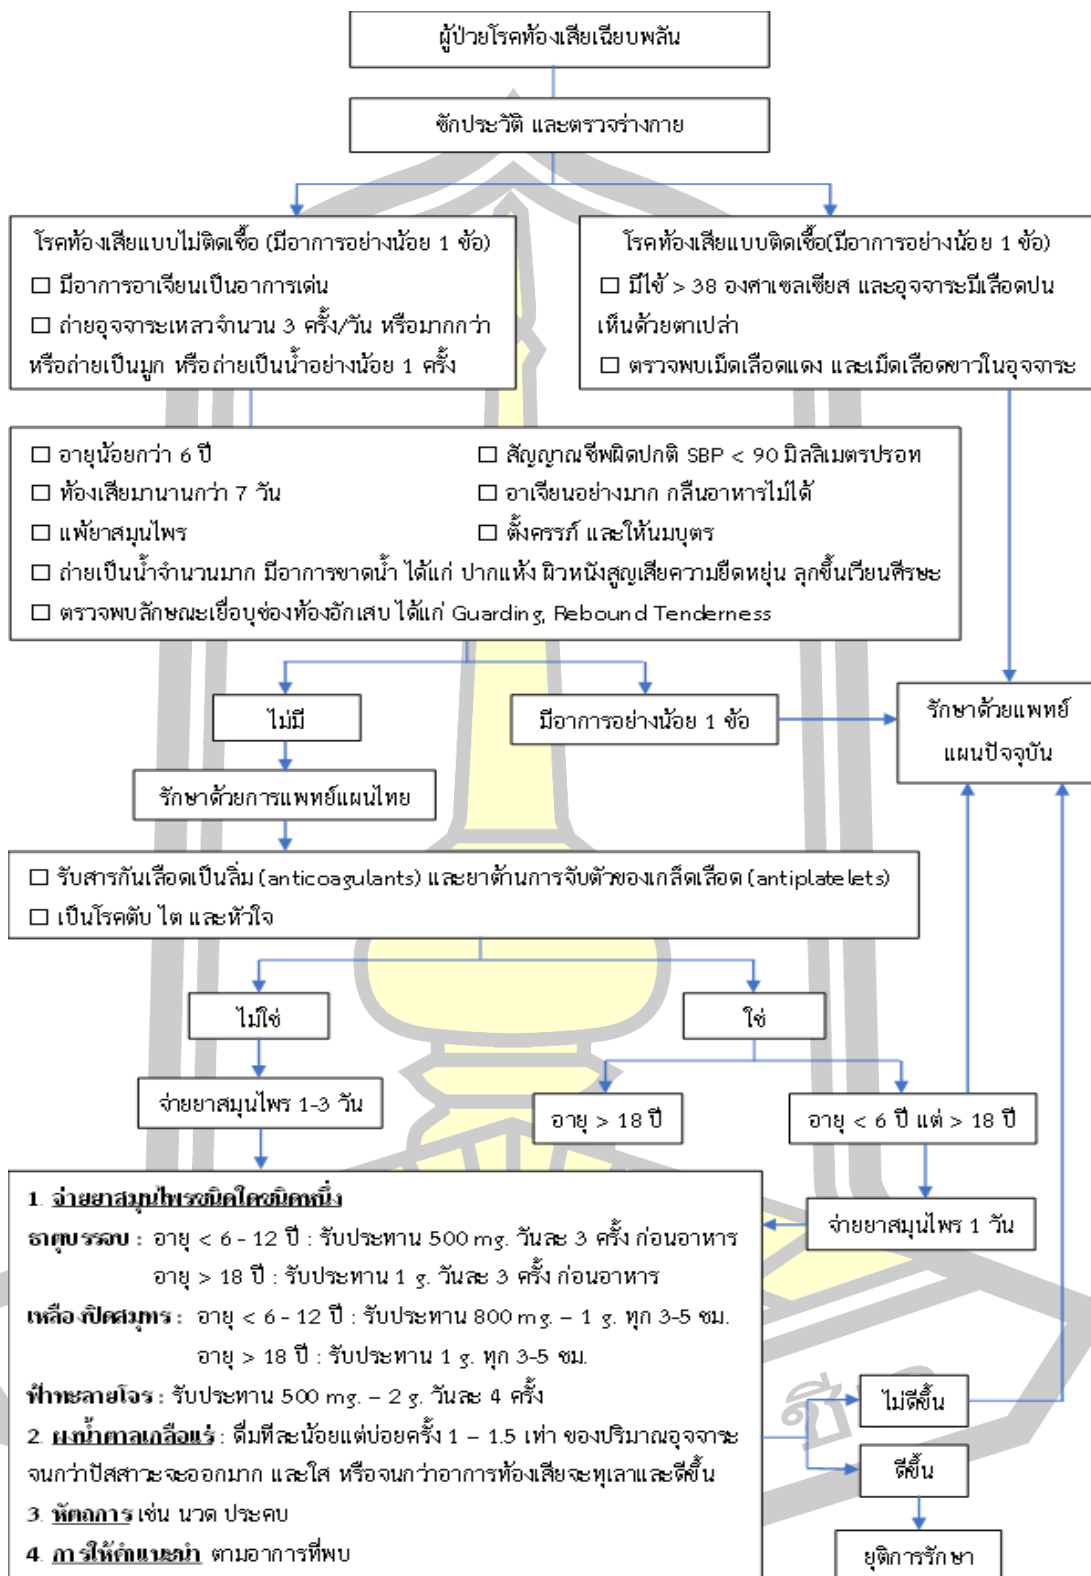 ผู้ป่วยโรคท้องเสียเฉียบพลัน
ซักประวัติ และตรวจร่างกาย
โรคท้องเสียแบบไม่ติดเชื้อ (มีอาการอย่างน้อย 1 ข้อ)
☐ มีอาการอาเจียนเป็นอาการเด่น
☐ ถ่ายอุจจาระเหลวจำนวน 3 ครั้ง/วัน หรือมากกว่า
หรือถ่ายเป็นมูก หรือถ่ายเป็นน้ำอย่างน้อย 1 ครั้ง
โรคท้องเสียแบบติดเชื้อ(มีอาการอย่างน้อย 1 ข้อ)
☐ มีไข้ > 38 องศาเซลเซียส และอุจจาระมีเลือดปน
เห็นด้วยตาเปล่า
☐ ตรวจพบเม็ดเลือดแดง และเม็ดเลือดขาวในอุจจาระ
☐ อายุน้อยกว่า 6 ปี
☐ สัญญาณชีพผิดปกติ SBP < 90 มิลลิเมตรปรอท
☐ ท้องเสียมานานกว่า 7 วัน
☐ อาเจียนอย่างมาก กลืนอาหารไม่ได้
☐ แพ้ยาสมุนไพร
☐ ตั้งครรภ์ และให้นมบุตร
☐ ถ่ายเป็นน้ำจำนวนมาก มีอาการขาดน้ำ ได้แก่ ปากแห้ง ผิวหนังสูญเสียความยืดหยุ่น ลุกขึ้นเวียนศีรษะ
☐ ตรวจพบลักษณะเยื่อบุช่องท้องอักเสบ ได้แก่ Guarding, Rebound Tenderness
ไม่มี
มีอาการอย่างน้อย 1 ข้อ
รักษาด้วยแพทย์
แผนปัจจุบัน
รักษาด้วยการแพทย์แผนไทย
☐ รับสารกันเลือดเป็นลิ่ม (anticoagulants) และยาต้านการจับตัวของเกล็ดเลือด (antiplatelets)
☐ เป็นโรคตับ ไต และหัวใจ
ไม่ใช่
ใช่
จ่ายยาสมุนไพร 1-3 วัน
อายุ > 18 ปี
อายุ < 6 ปี แต่ > 18 ปี
จ่ายยาสมุนไพร 1 วัน
1. จ่ายยาสมุนไพรชนิดใดชนิดหนึ่ง
ธาตุบรรจบ : อายุ < 6 - 12 ปี : รับประทาน 500 mg. วันละ 3 ครั้ง ก่อนอาหาร
อายุ > 18 ปี : รับประทาน 1 g. วันละ 3 ครั้ง ก่อนอาหาร
เหลืองปิดสมุทร : อายุ < 6 - 12 ปี : รับประทาน 800 mg. – 1 g. ทุก 3-5 ชม.
อายุ > 18 ปี : รับประทาน 1 g. ทุก 3-5 ชม.
ฟ้าทะลายโจร : รับประทาน 500 mg. – 2 g. วันละ 4 ครั้ง
2. ผงน้ำตาลเกลือแร่ : ดื่มทีละน้อยแต่บ่อยครั้ง 1 – 1.5 เท่า ของปริมาณอุจจาระ
จนกว่าปัสสาวะจะออกมาก และใส หรือจนกว่าอาการท้องเสียจะทุเลาและดีขึ้น
3. หัตถการ เช่น นวด ประคบ
4. การให้คำแนะนำ ตามอาการที่พบ
ไม่ดีขึ้น
ดีขึ้น
ยุติการรักษา